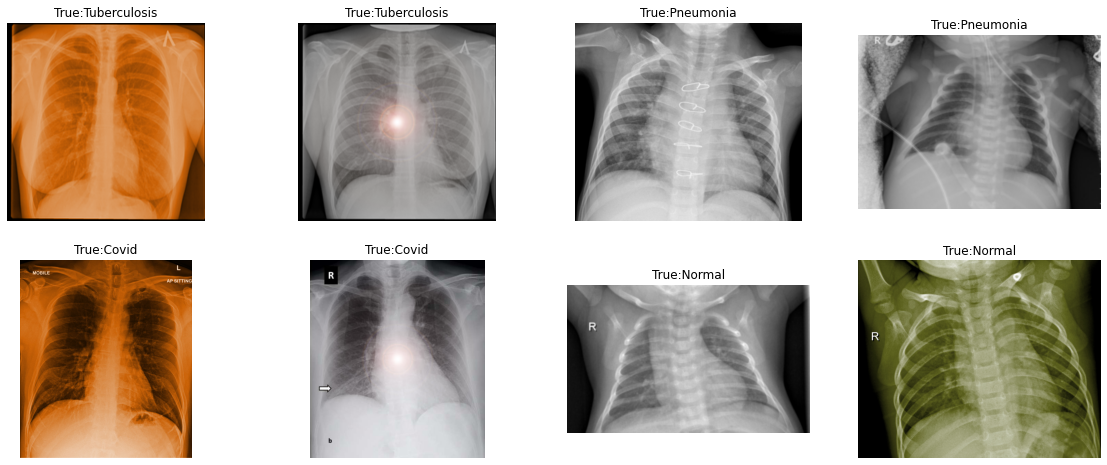 True:Tuberculosis
True:Tuberculosis
True:Pneumonia
True:Pneumonia
R
True:Covid
MOBILE
L
AP SITTING
True:Covid
R
b
True:Normal
R
True:Normal
R